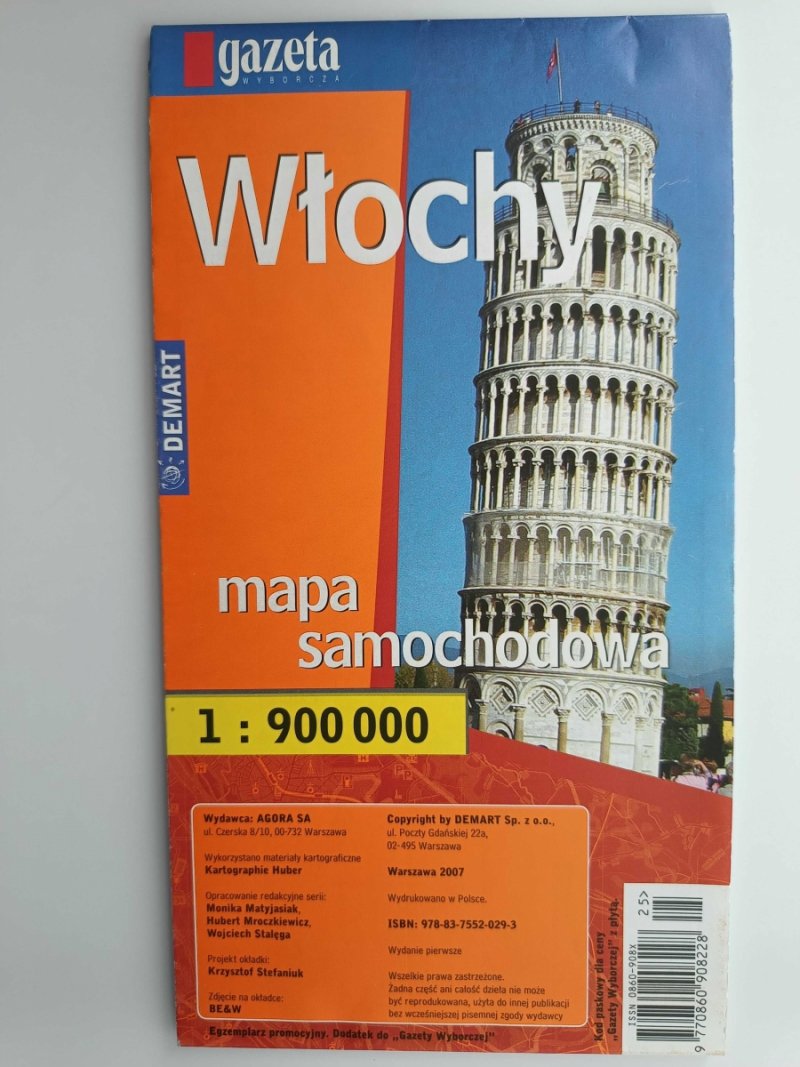 gazeta
WYBORCZA
Włochy
DEMART
mapa
samochodowa
1 : 900 000
Wydawca: AGORA SA
ul. Czerska 8/10, 00-732 Warszawa
Wykorzystano materiały kartograficzne
Kartographie Huber
Opracowanie redakcyjne serii:
Monika Matyjasiak,
Hubert Mroczkiewicz,
Wojciech Stalęga
Projekt okładki:
Krzysztof Stefaniuk
Zdjęcie na okładce:
BE&W
Copyright by DEMART Sp. z o.o.,
ul. Poczty Gdańskiej 22a,
02-495 Warszawa
Warszawa 2007
Wydrukowano w Polsce.
ISBN: 978-83-7552-029-3
Wydanie pierwsze
Wszelkie prawa zastrzeżone.
Żadna część ani całość dzieła nie może
być reprodukowana, użyta do innej publikacji
bez wcześniejszej pisemnej zgody wydawcy
Egzemplarz promocyjny. Dodatek do „Gazety Wyborczej"
Kod paskowy dla ceny
„Gazety Wyborczej" z płytą.
ISSN 0860-908X
9 770860 908228
25>